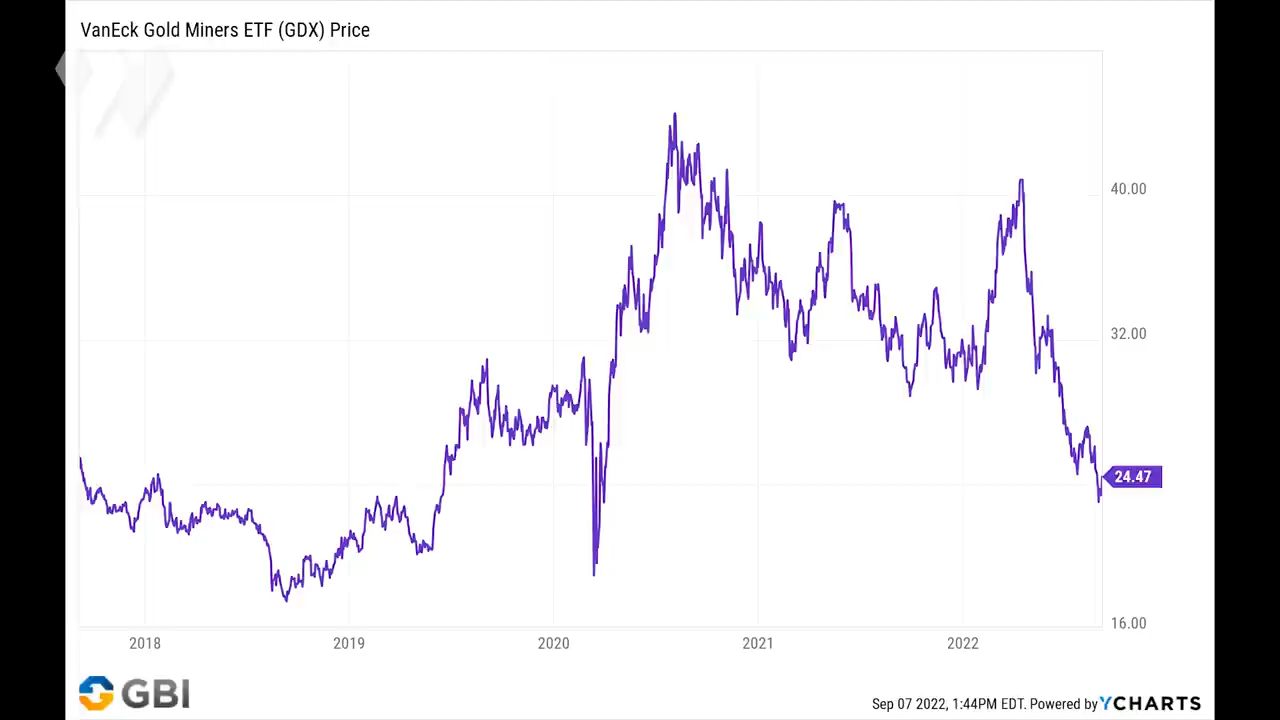 VanEck Gold Miners ETF (GDX) Price
40.00
32.00
24.47
16.00
2018 2019 2020 2021 2022
GBI
Sep 07 2022, 1:44PM EDT. Powered by YCHARTS